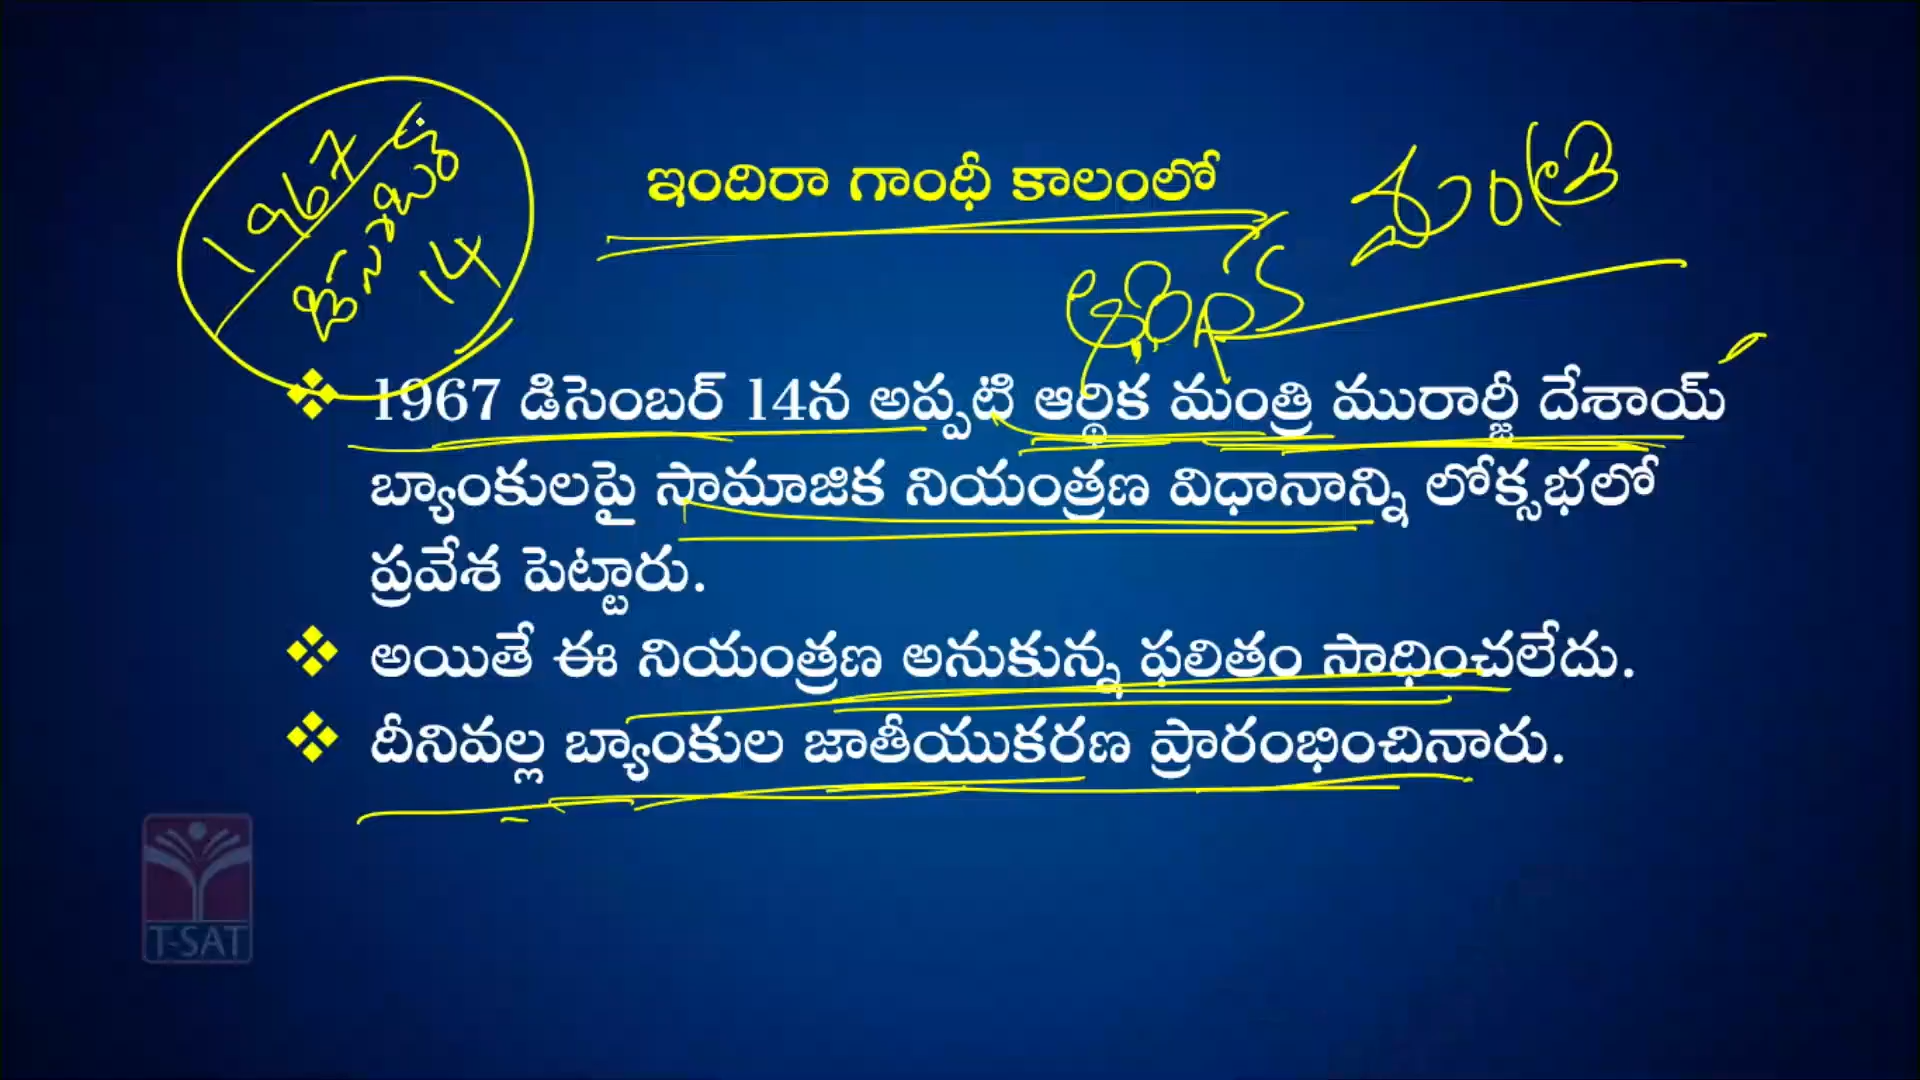 1967
డిసెంబర్
14
ఇందిరా గాంధీ కాలంలో
ఆర్థిక మంత్రి
1967 డిసెంబర్ 14న అప్పటి ఆర్థిక మంత్రి మురార్జీ దేశాయ్
బ్యాంకులపై సామాజిక నియంత్రణ విధానాన్ని లోక్సభలో
ప్రవేశ పెట్టారు.
అయితే ఈ నియంత్రణ అనుకున్న ఫలితం సాధించలేదు.
దీనివల్ల బ్యాంకుల జాతీయుకరణ ప్రారంభించినారు.
T-SAT